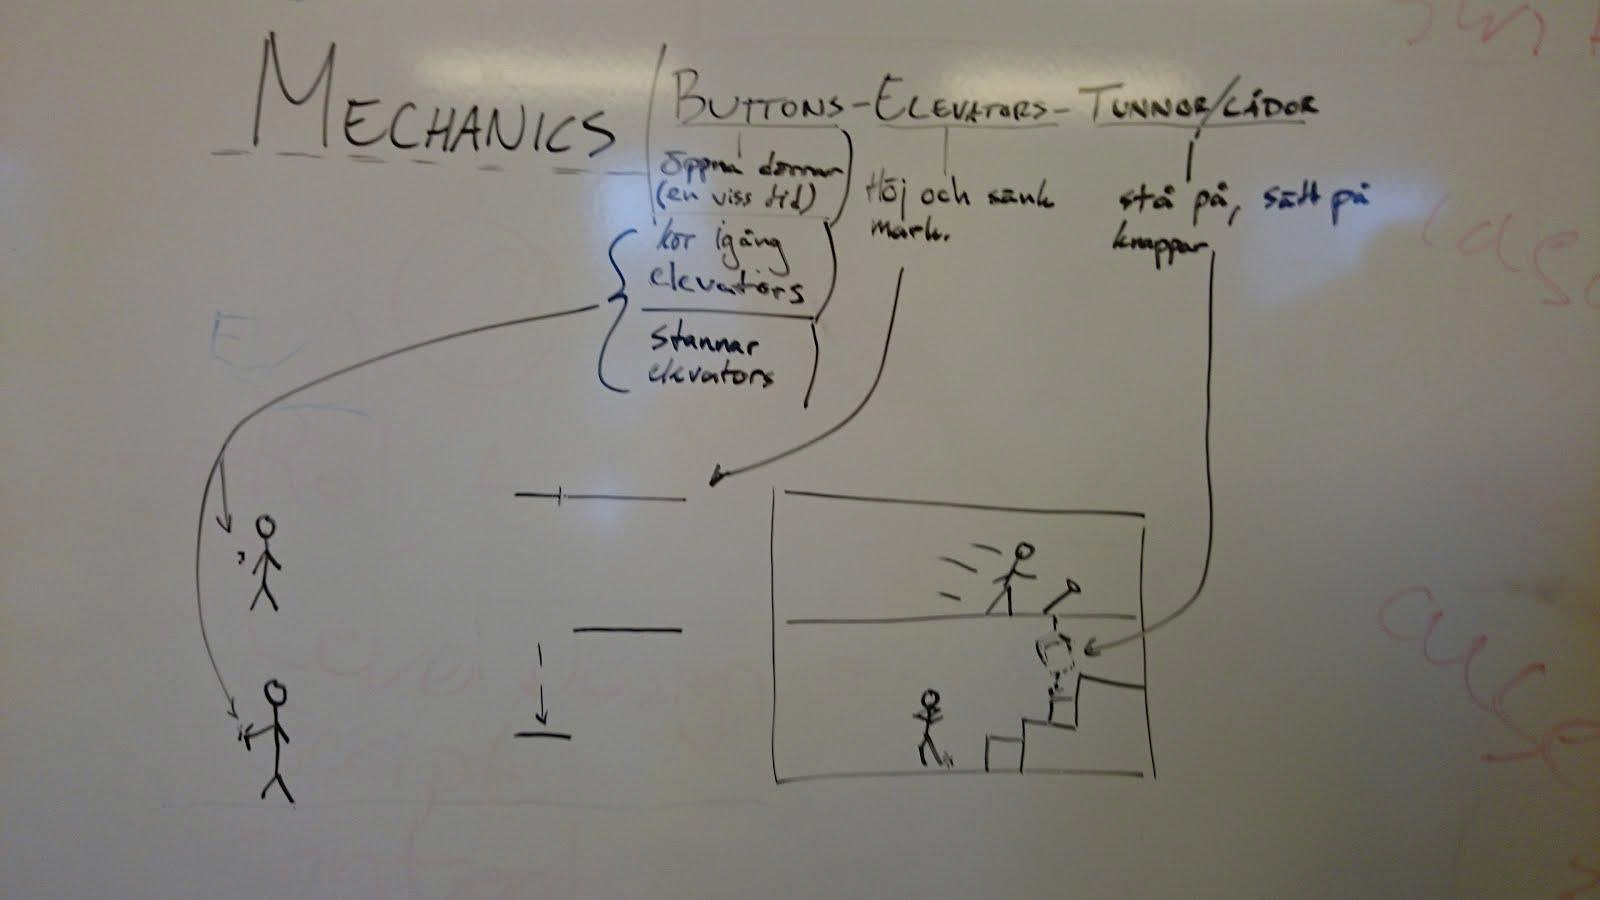 MECHANICS
BUTTONS - ELEVATORS - TUNNOR/LÅDOR
öppna dörrar
(en viss tid)
kör igång
elevators
stannar
elevators
Höj och sänk
mark.
stå på, sätt på
knappar